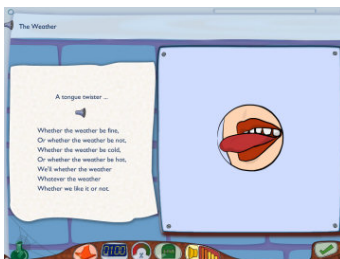 The Weather
A tongue twister ...
Whether the weather be fine,
Or whether the weather be not,
Whether the weather be cold,
Or whether the weather be hot,
We'll whether the weather
Whatever the weather
Whether we like it or not.